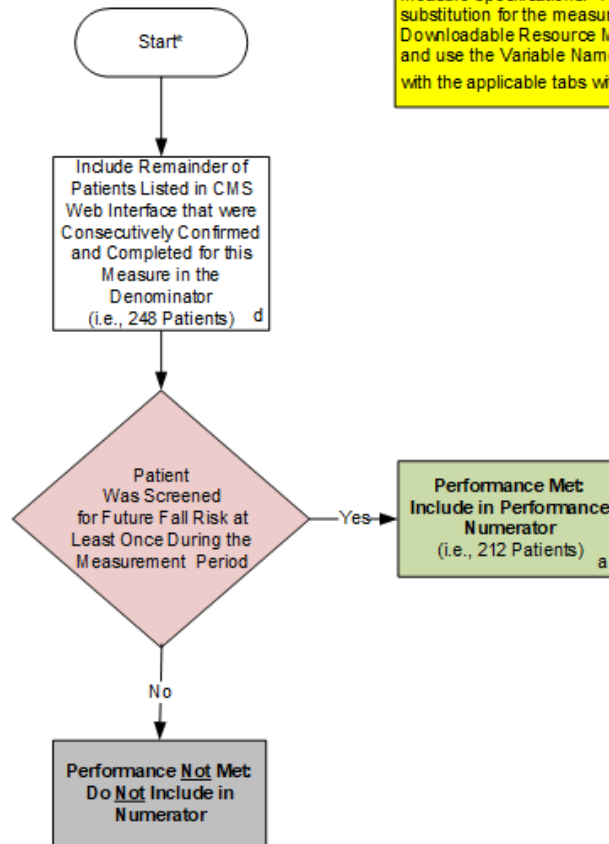 Start*
Measure Specifications.
substitution for the measur
Downloadable Resource M
and use the Variable Nam
with the applicable tabs wi
Include Remainder of
Patients Listed in CMS
Web Interface that were
Consecutively Confirmed
and Completed for this
Measure in the
Denominator
(i.e., 248 Patients) d
Patient
Was Screened
for Future Fall Risk at
Least Once During the
Measurement Period
Yes
Performance Met:
Include in Performance
Numerator
(i.e., 212 Patients) a
No
Performance Not Met:
Do Not Include in
Numerator